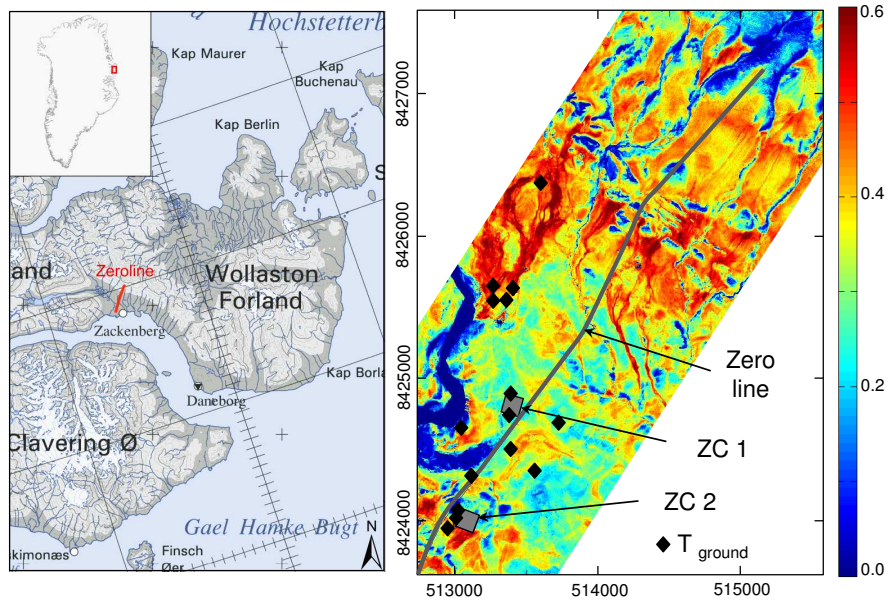 Hochstetterb
Kap Maurer
Kap
Buchenau
Kap Berlin
S
and
Zeroline
Wollaston
Forland
Zackenberg
Kap Borla
Daneborg
Clavering Ø
Gael Hamke Bugt
N
skimonæs
Finsch
Øer
8427000
8426000
8425000
8424000
513000
514000
515000
Zero
line
ZC 1
ZC 2
T ground
0.6
0.4
0.2
0.0